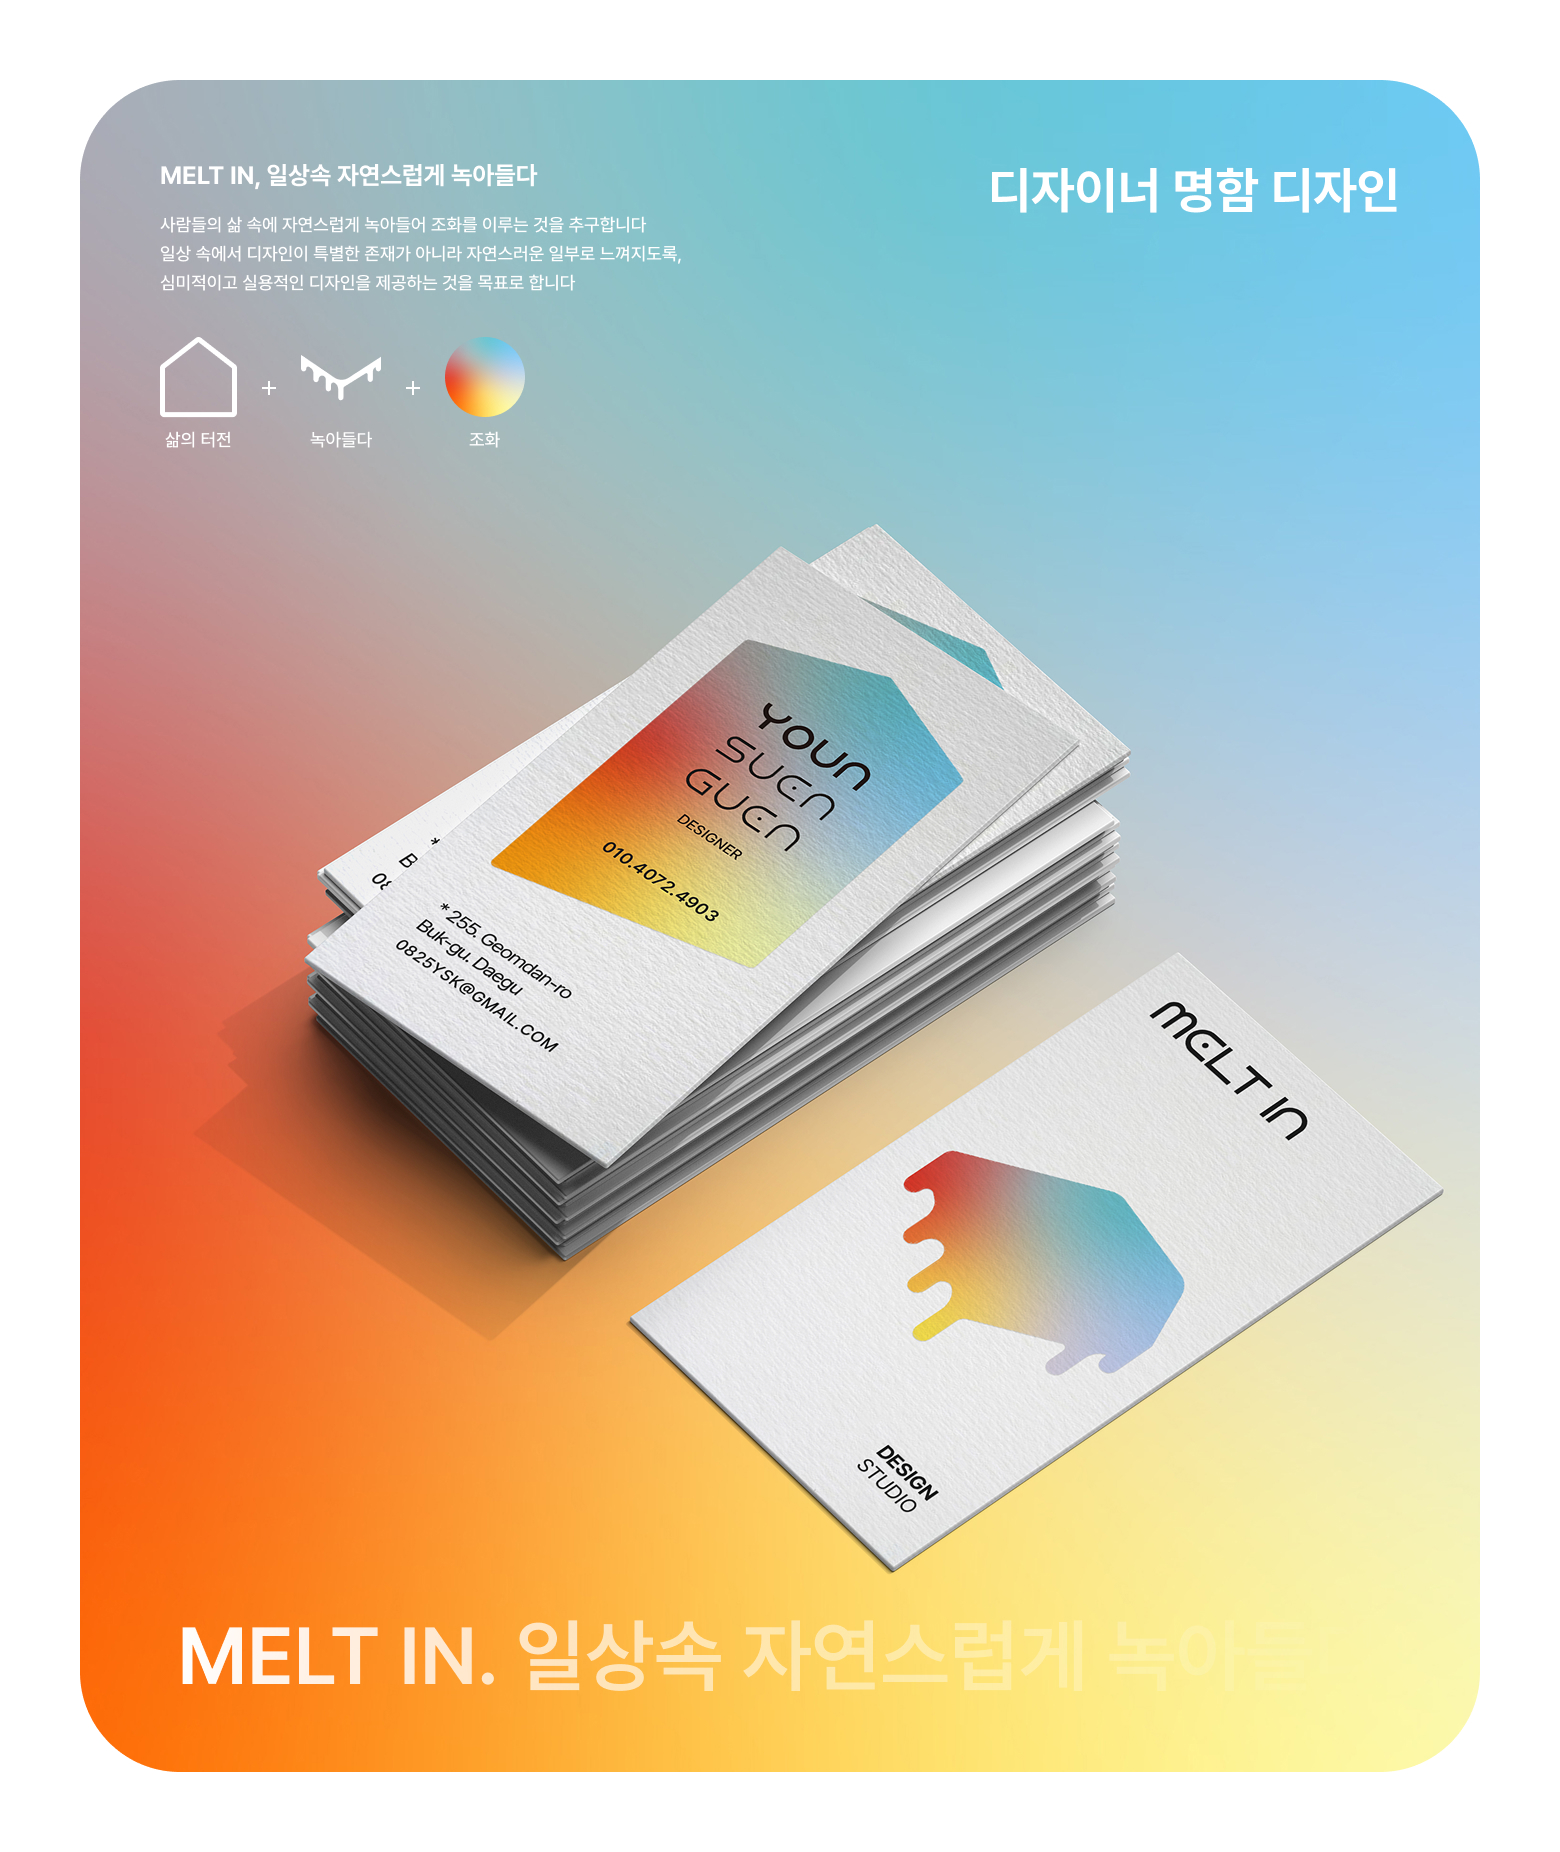 MELT IN, 일상속 자연스럽게 녹아들다
사람들의 삶 속에 자연스럽게 녹아들어 조화를 이루는 것을 추구합니다
일상 속에서 디자인이 특별한 존재가 아니라 자연스러운 일부로 느껴지도록,
심미적이고 실용적인 디자인을 제공하는 것을 목표로 합니다
디자이너 명함 디자인
삶의 터전
+
녹아들다
+
조화
YOUN
SUEN
GUEN
DESIGNER
010.4072.4903
* 255. Geomdan-ro
Buk-gu. Daegu
0825YSK@GMAIL.COM
*
B
08
MELT IN
DESIGN
STUDIO
MELT IN. 일상속 자연스럽게 녹아들